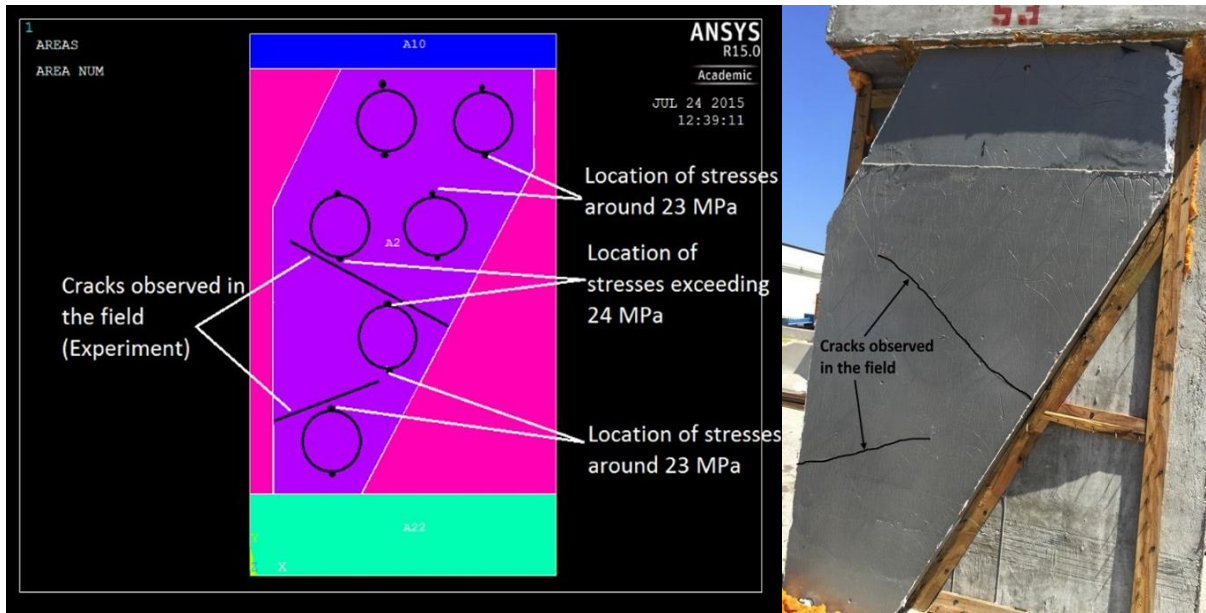 1
AREAS
AREA NUM
A10
ANSYS
R15.0
Academic
JUL 24 2015
12:39:11
Location of stresses
around 23 MPa
A2
Location of
stresses exceeding
24 MPa
Cracks observed in
the field
(Experiment)
Location of stresses
around 23 MPa
A22
Y
Z
X
53
Cracks observed
in the field